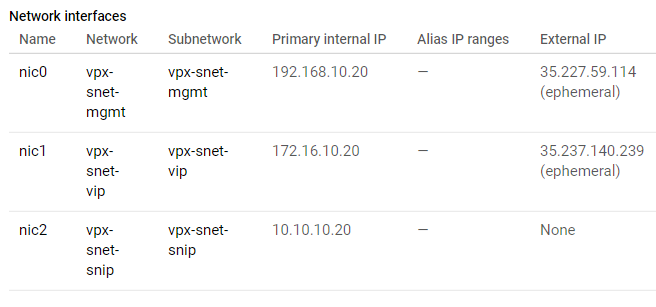 Network interfaces
Name Network Subnetwork Primary internal IP Alias IP ranges External IP
nic0 vpx- vpx-snet- 192.168.10.20 — 35.227.59.114
snet- mgmt (ephemeral)
mgmt
nic1 vpx- vpx-snet- 172.16.10.20 — 35.237.140.239
snet- vip (ephemeral)
vip
nic2 vpx- vpx-snet- 10.10.10.20 — None
snet- snip
snip